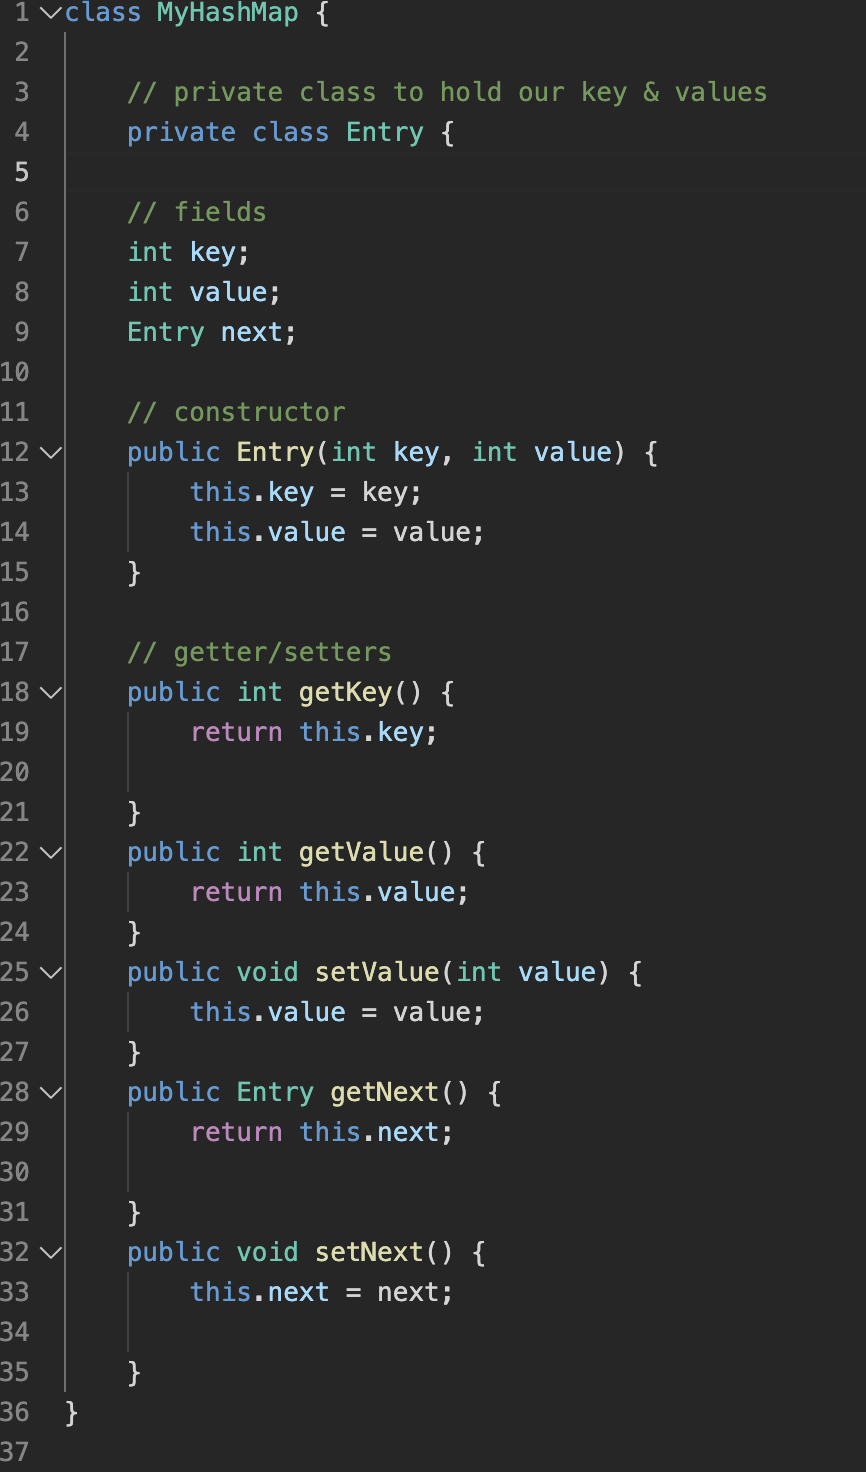 1 class MyHashMap {
2
3     // private class to hold our key & values
4     private class Entry {
5
6     // fields
7     int key;
8     int value;
9     Entry next;
10
11     // constructor
12     public Entry(int key, int value) {
13         this.key = key;
14         this.value = value;
15     }
16
17     // getter/setters
18     public int getKey() {
19         return this.key;
20
21     }
22     public int getValue() {
23         return this.value;
24     }
25     public void setValue(int value) {
26         this.value = value;
27     }
28     public Entry getNext() {
29         return this.next;
30
31     }
32     public void setNext() {
33         this.next = next;
34
35     }
36 }
37